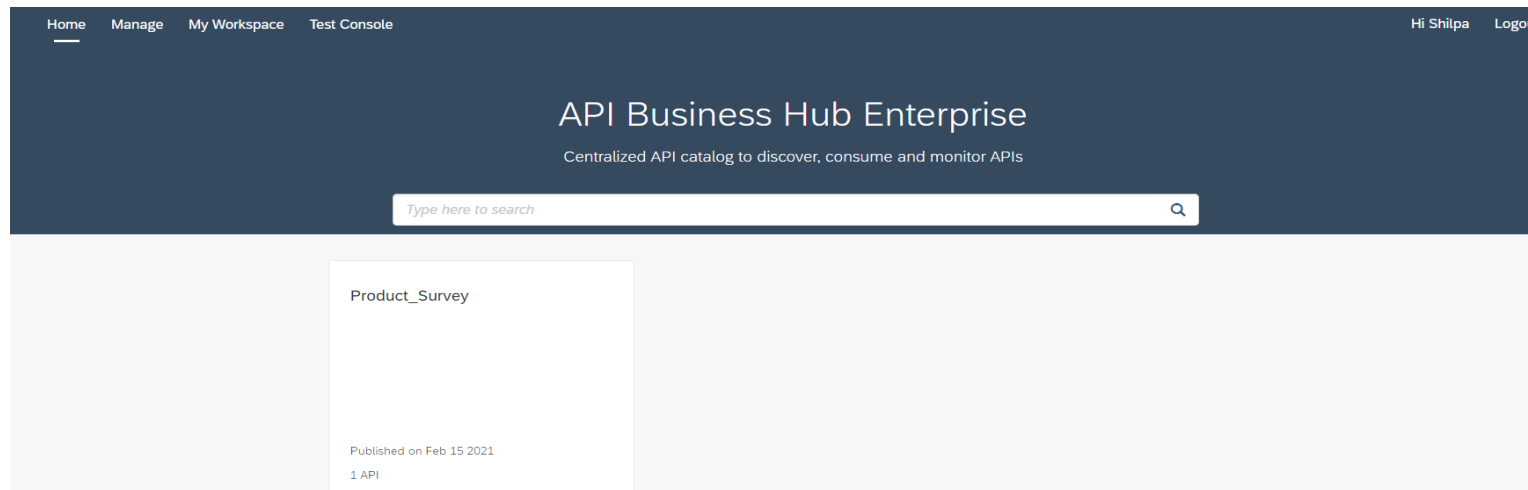 Home Manage My Workspace Test Console Hi Shilpa
API Business Hub Enterprise
Centralized API catalog to discover, consume and monitor APIs
Type here to search
Product_Survey
Published on Feb 15 2021
1 API